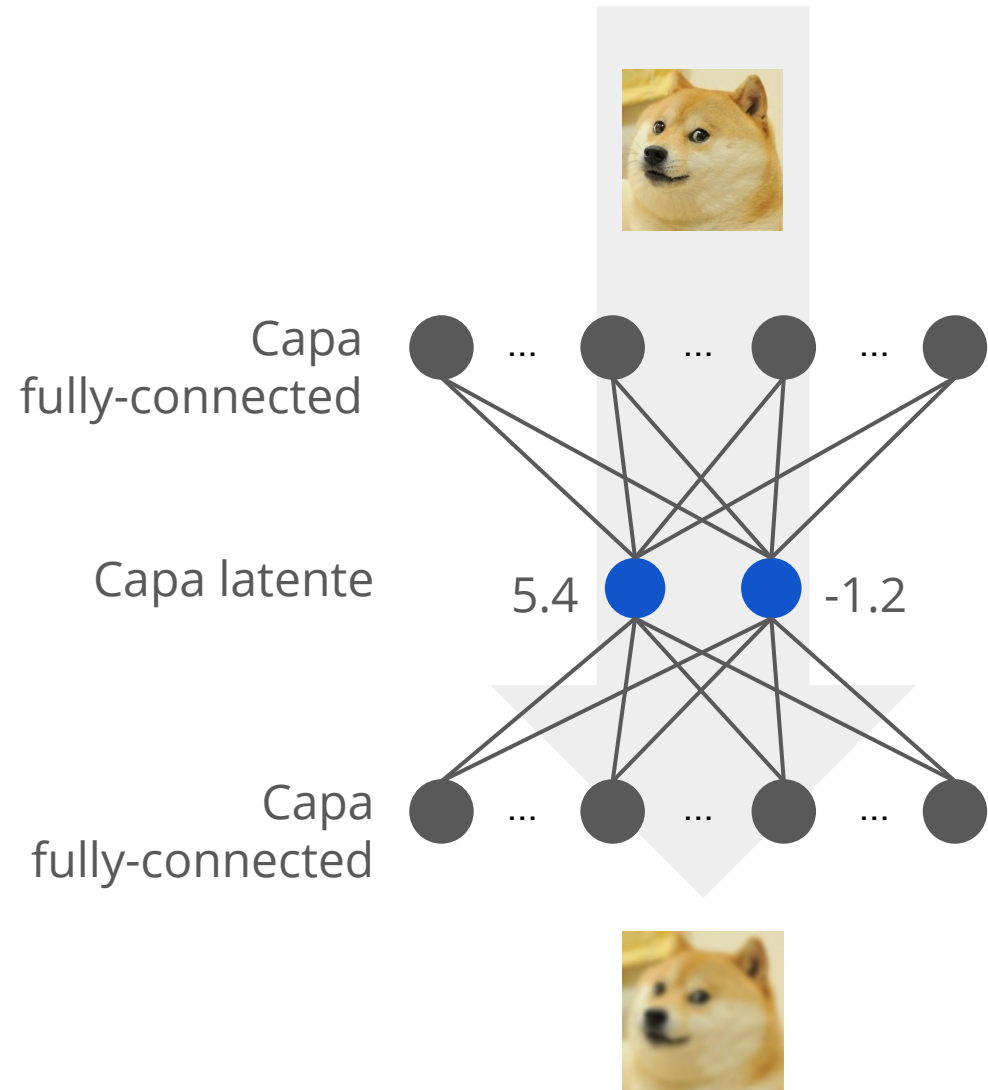 Capa
fully-connected
... ... ...
Capa latente
5.4
-1.2
Capa
fully-connected
... ... ...